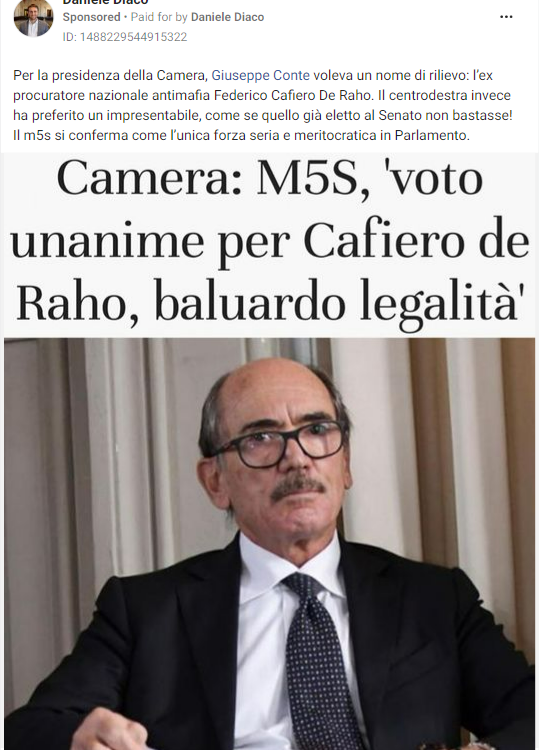 Daniele Diaco
Sponsored • Paid for by Daniele Diaco
ID: 1488229544915322
Per la presidenza della Camera, Giuseppe Conte voleva un nome di rilievo: l'ex
procuratore nazionale antimafia Federico Cafiero De Raho. Il centrodestra invece
ha preferito un impresentabile, come se quello già eletto al Senato non bastasse!
Il m5s si conferma come l'unica forza seria e meritocratica in Parlamento.
Camera: M5S, 'voto
unanime per Cafiero de
Raho, baluardo legalità'